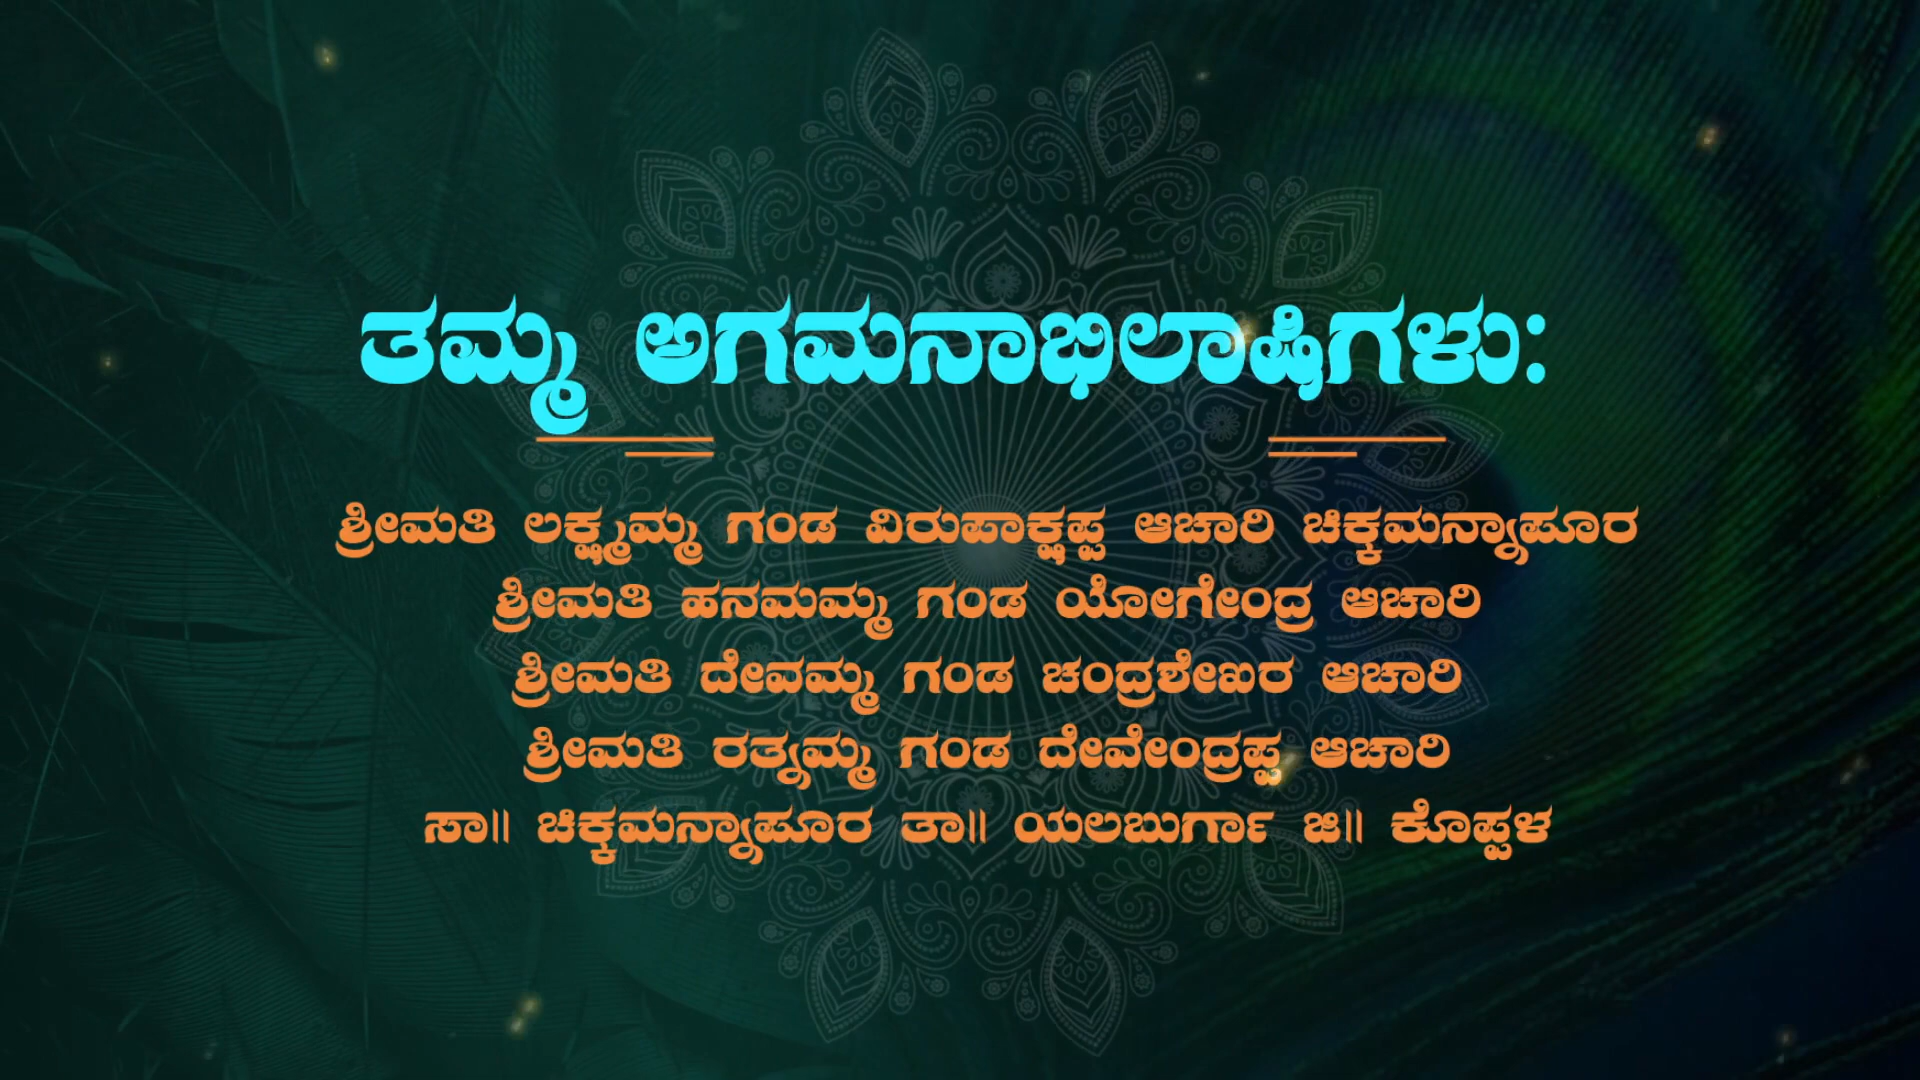 ತಮ್ಮ ಅಗಮನಾಭಿಲಾಷಿಗಳು:
ಶ್ರೀಮತಿ ಲಕ್ಷ್ಮಮ್ಮ ಗಂಡ ವಿರುಪಾಕ್ಷಪ್ಪ ಆಚಾರಿ ಚಿಕ್ಕಮನ್ನಾಪೂರ
ಶ್ರೀಮತಿ ಹನಮಮ್ಮ ಗಂಡ ಯೋಗೇಂದ್ರ ಆಚಾರಿ
ಶ್ರೀಮತಿ ದೇವಮ್ಮ ಗಂಡ ಚಂದ್ರಶೇಖರ ಆಚಾರಿ
ಶ್ರೀಮತಿ ರತ್ನಮ್ಮ ಗಂಡ ದೇವೇಂದ್ರಪ್ಪ ಆಚಾರಿ
ಸಾ॥ ಚಿಕ್ಕಮನ್ನಾಪೂರ ತಾ॥ ಯಲಬುರ್ಗಾ ಜಿ॥ ಕೊಪ್ಪಳ